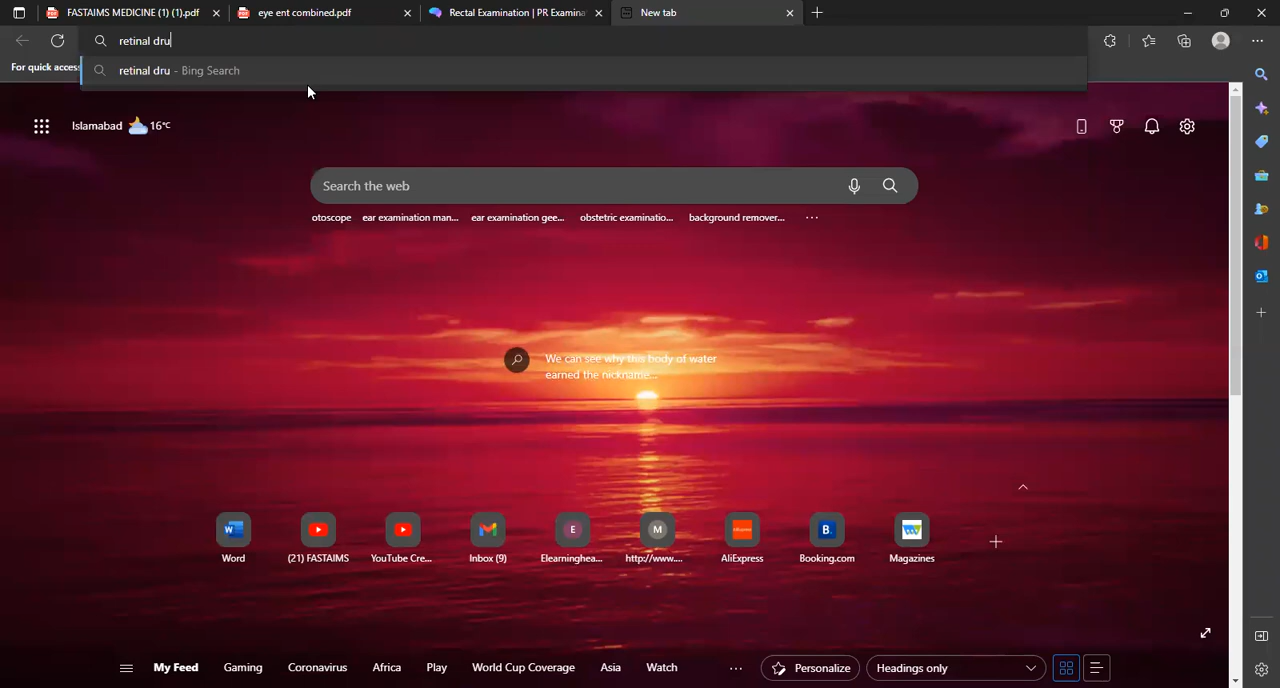 FASTAIMS MEDICINE (1) (1).pdf
eye ent combined.pdf
Rectal Examination | PR Examina
New tab
retinal dru
For quick access
retinal dru - Bing Search
Islamabad 16°C
Search the web
otoscope
ear examination man...
ear examination gee...
obstetric examinatio...
background remover...
We can see why this body of water
earned the nickname...
Word
(21) FASTAIMS
YouTube Cre...
Inbox (9)
Elearninghea...
http://www....
AliExpress
Booking.com
Magazines
My Feed
Gaming
Coronavirus
Africa
Play
World Cup Coverage
Asia
Watch
...
Personalize
Headings only